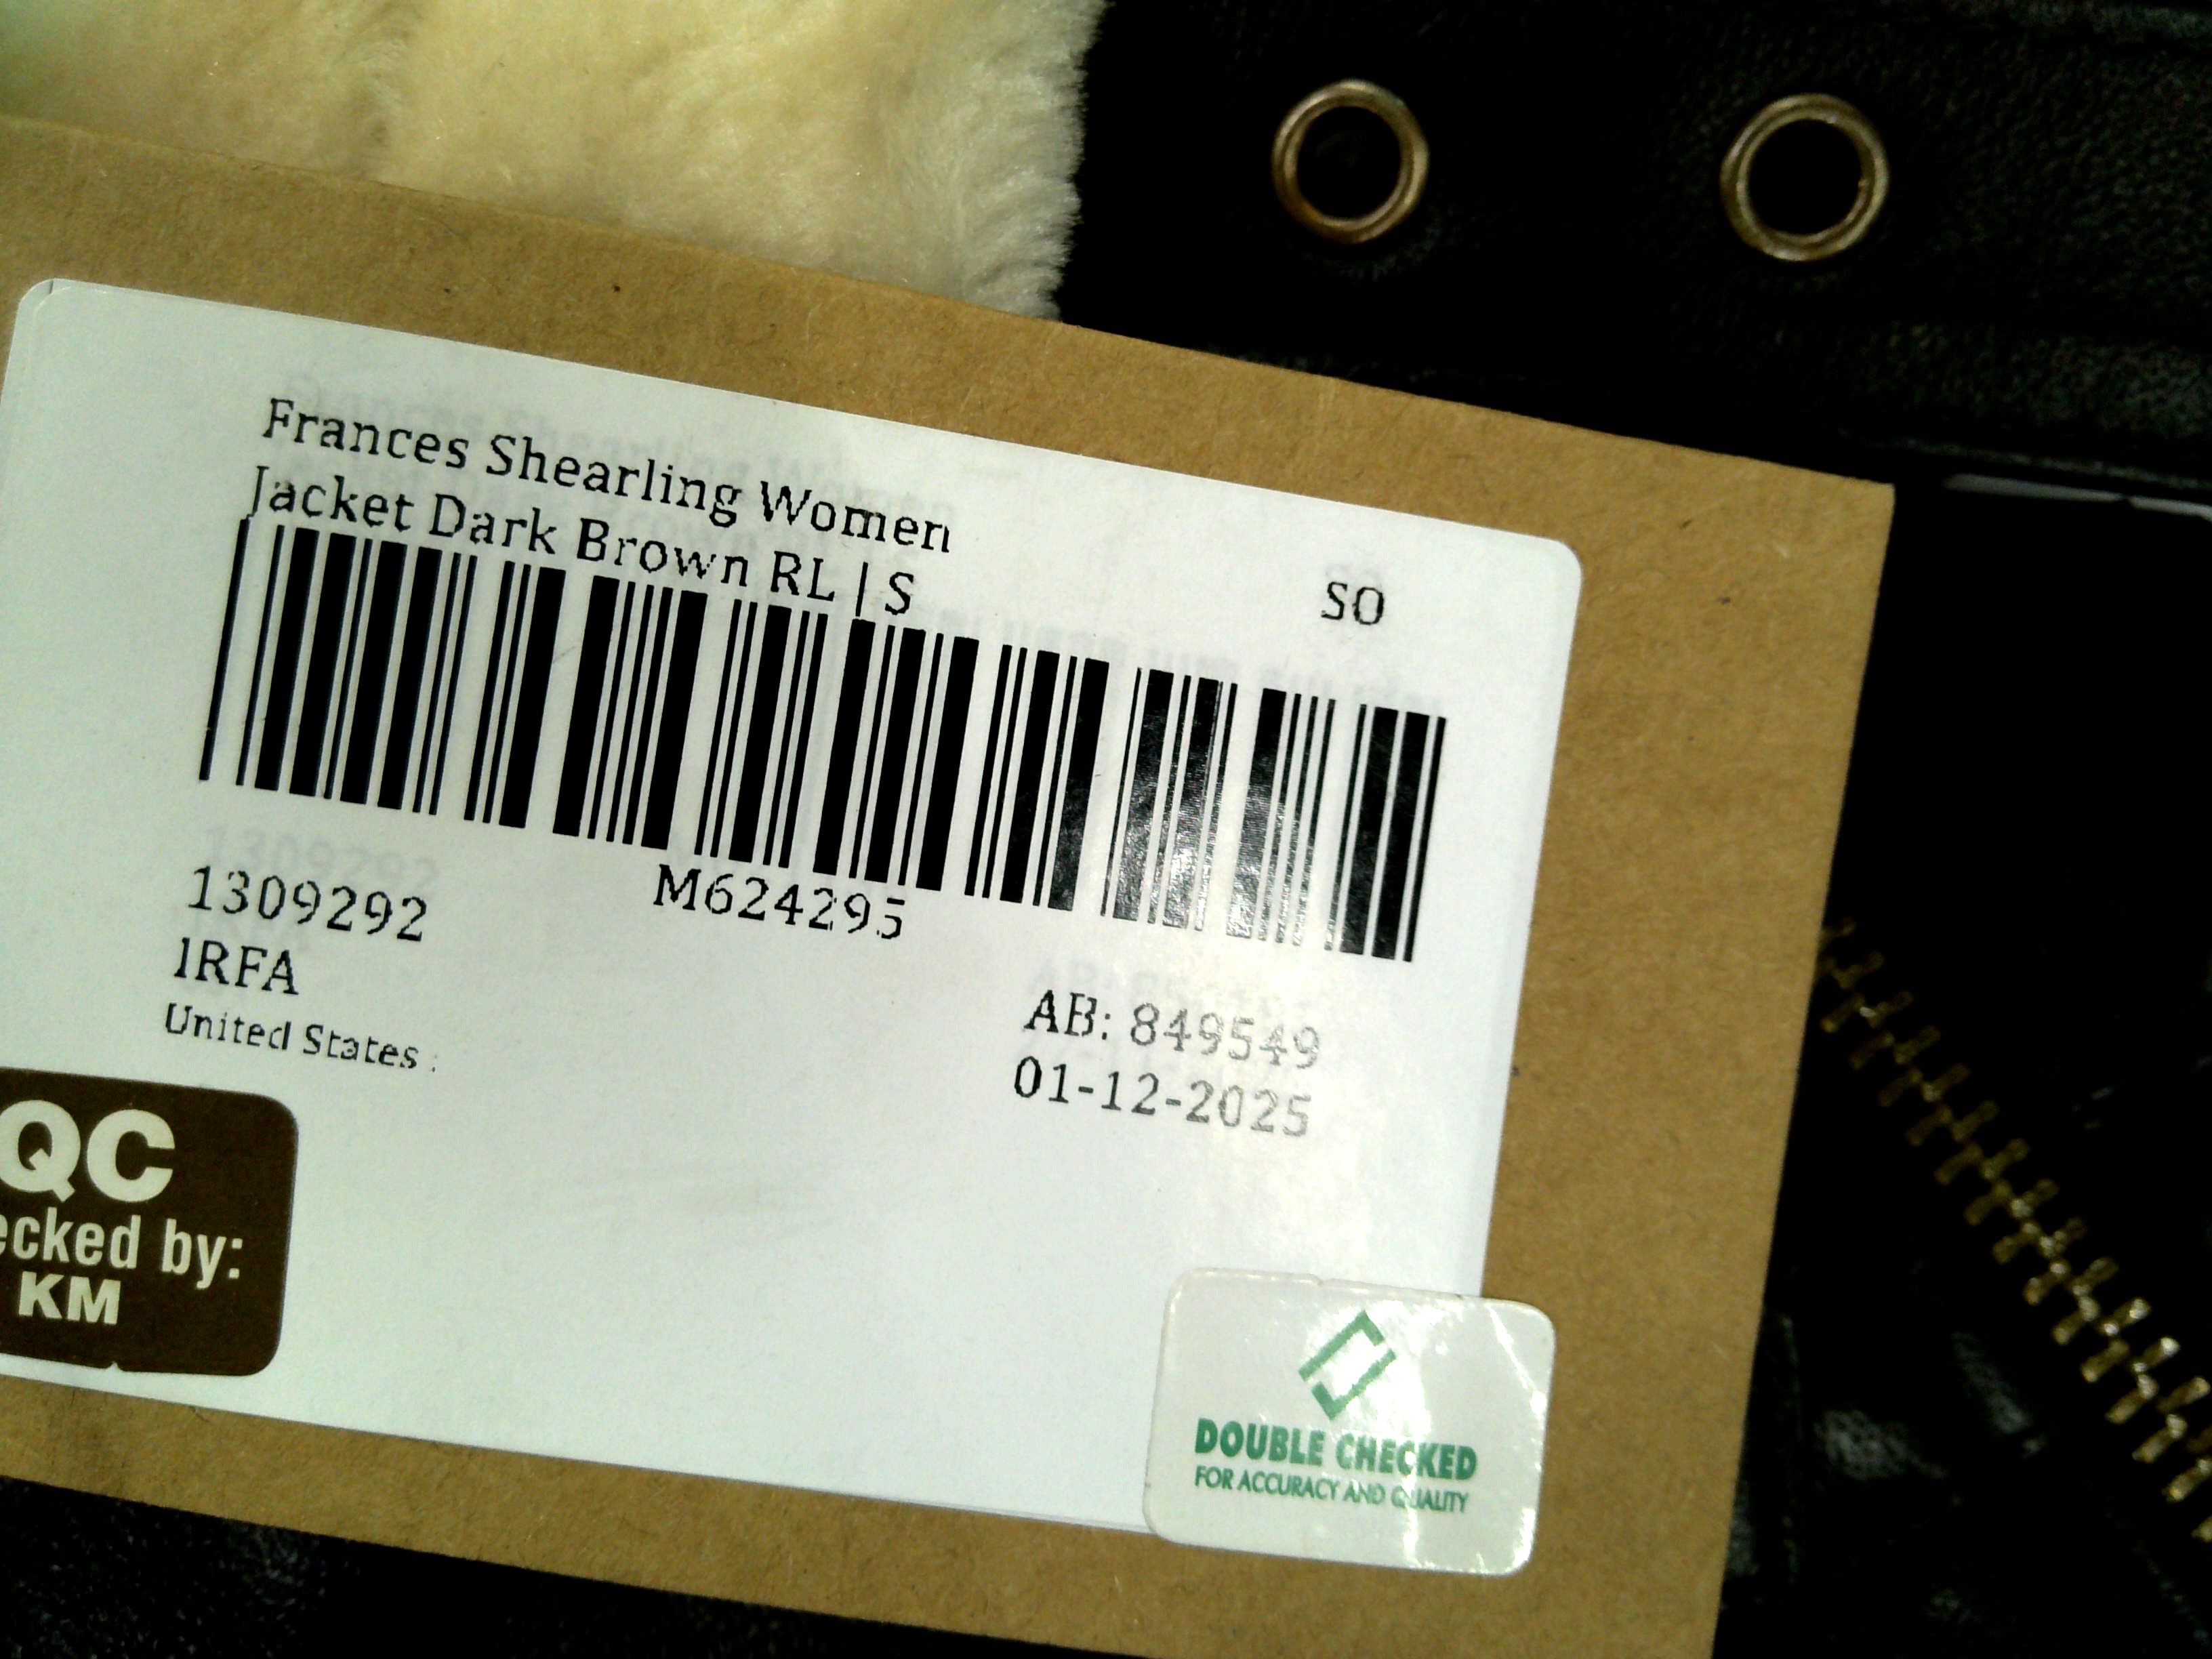 Frances Shearling Women
Jacket Dark Brown RL | S
SO
1309292
M624295
IRFA
United States :
AB: 849549
01-12-2025
QC
ecked by:
KM
DOUBLE CHECKED
FOR ACCURACY AND QUALITY